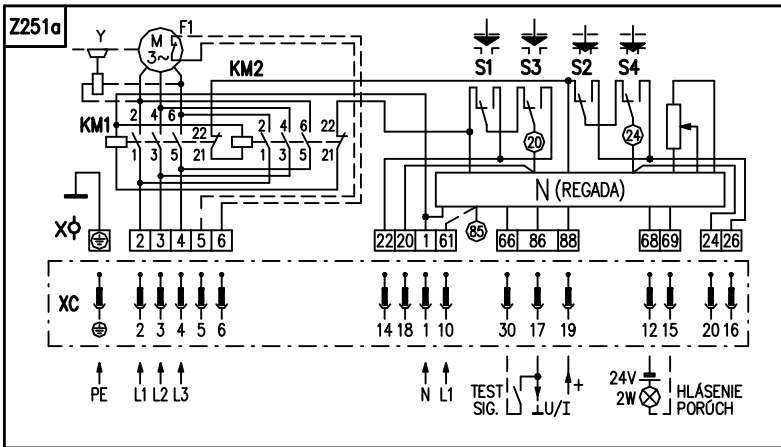 Z251a
Y
M
3~
F1
KM2
S1 S3 S2 S4
KM1
2 4 6
22
21
1 3 5
2 4 6
22
21
1 3 5
20
24
N (REGADA)
X
2 3 4 5 6
22 20 1 61
85
66 86 88
68 69
24 26
XC
2 3 4 5 6
14 18 1 10
30 17 19
12 15
20 16
PE
L1 L2 L3
N L1
TEST
SIG.
U/I
+
24V
2W
HLÁSENIE
PORÚCH